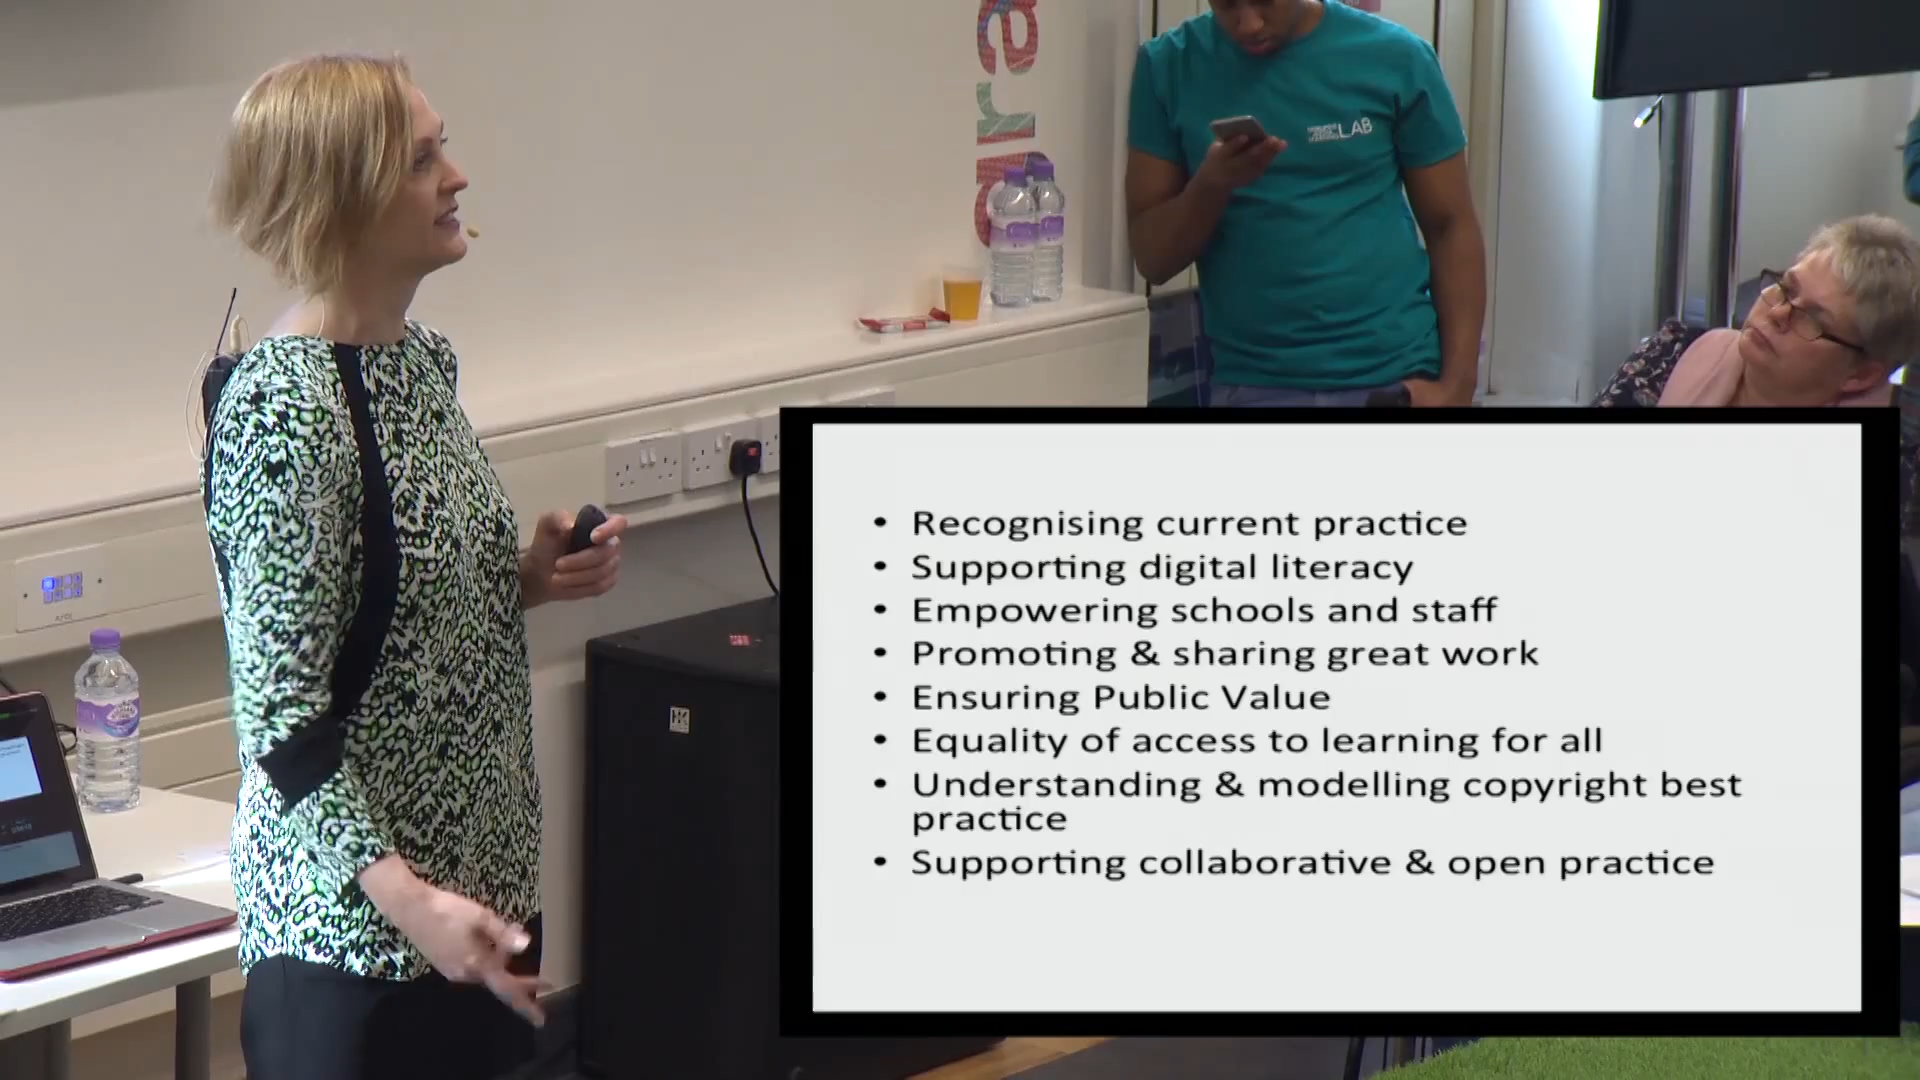 LAB
HK
• Recognising current practice
• Supporting digital literacy
• Empowering schools and staff
• Promoting & sharing great work
• Ensuring Public Value
• Equality of access to learning for all
• Understanding & modelling copyright best
practice
• Supporting collaborative & open practice